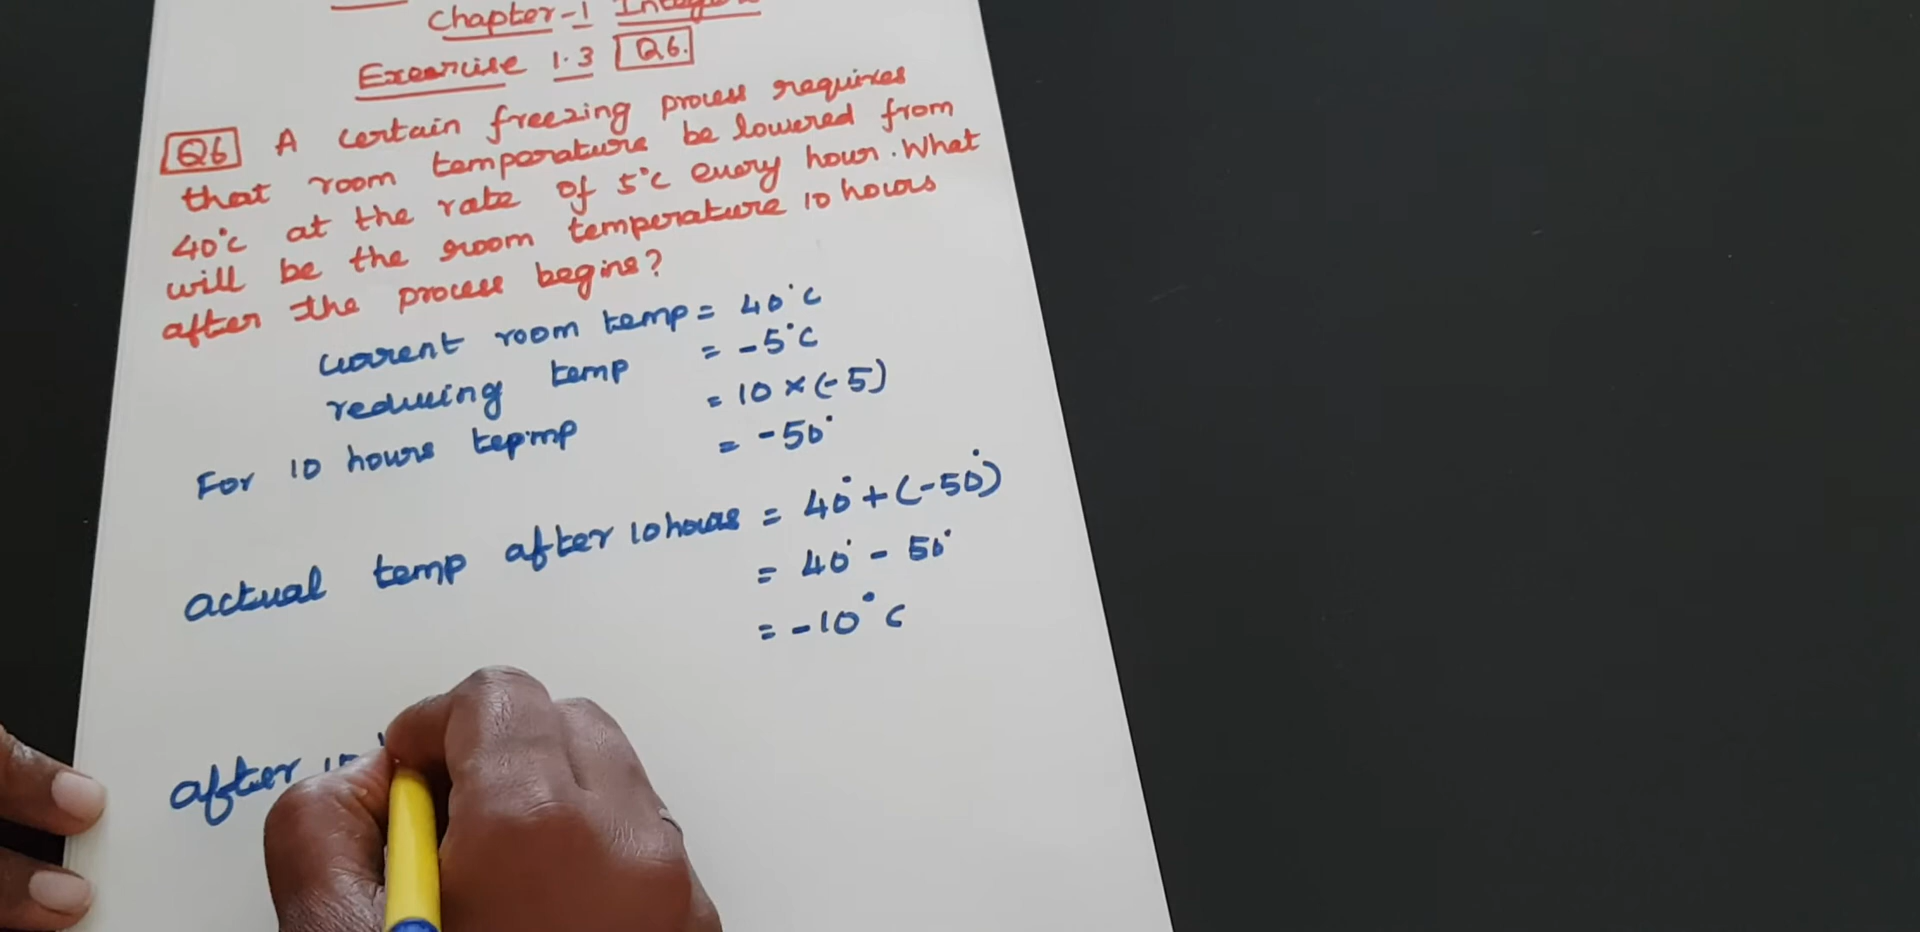 Chapter-1
Exercise 1.3 Q6.
Q6 A certain freezing process requires
that room temperature be lowered from
40°C at the rate of 5°C every hour. What
will be the room temperature 10 hours
after the process begins?
current room temp = 40°C
reducing temp = -5°C
For 10 hours tepmp = 10 × (-5)
= -50°
actual temp after 10 hours = 40° + (-50°)
= 40° - 50°
= -10°C
after